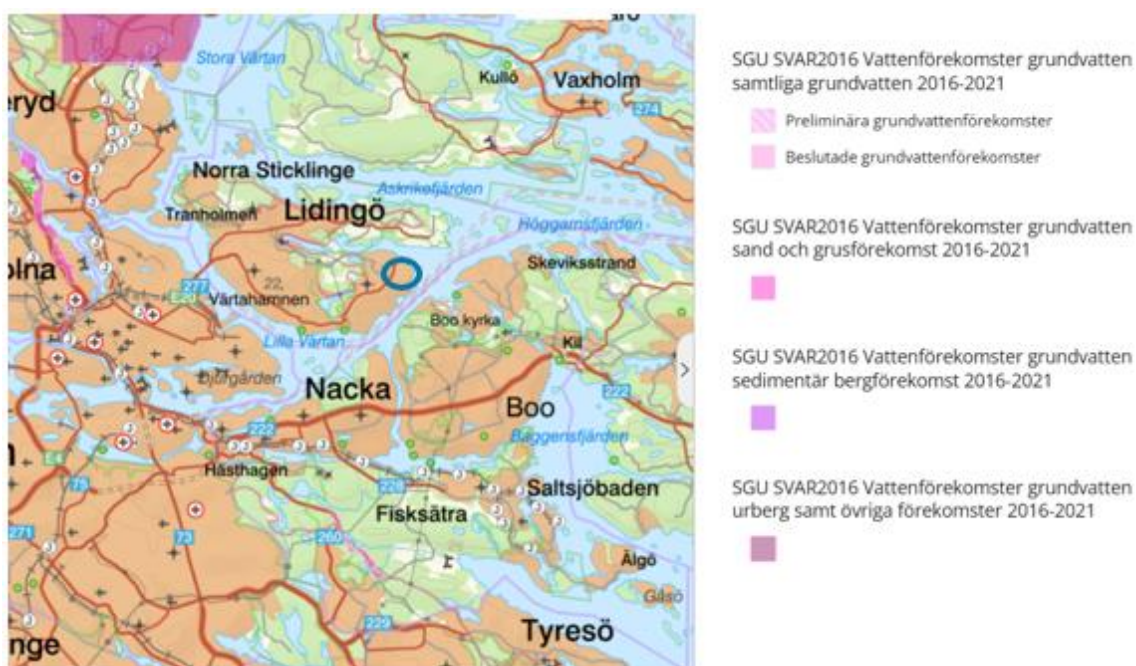 Stora Värtan
Kullö
Vaxholm
eryd
274
Norra Sticklinge
Askrikefjärden
Tranholmen
Lidingö
Höggarnsfjärden
olna
Skeviksstrand
277
22,
E20
Värtahamnen
Boo kyrka
Kil
Lilla Värtan
Djurgården
Nacka
222
Boo
222
Baggensfjärden
E4
Hästhagen
75
228
Saltsjöbaden
Fisksätra
271
73
260
Älgö
Gåsö
229
Tyresö
nge
SGU SVAR2016 Vattenförekomster grundvatten
samtliga grundvatten 2016-2021
Preliminära grundvattenförekomster
Beslutade grundvattenförekomster
SGU SVAR2016 Vattenförekomster grundvatten
sand och grusförekomst 2016-2021
SGU SVAR2016 Vattenförekomster grundvatten
sedimentär bergförekomst 2016-2021
SGU SVAR2016 Vattenförekomster grundvatten
urberg samt övriga förekomster 2016-2021